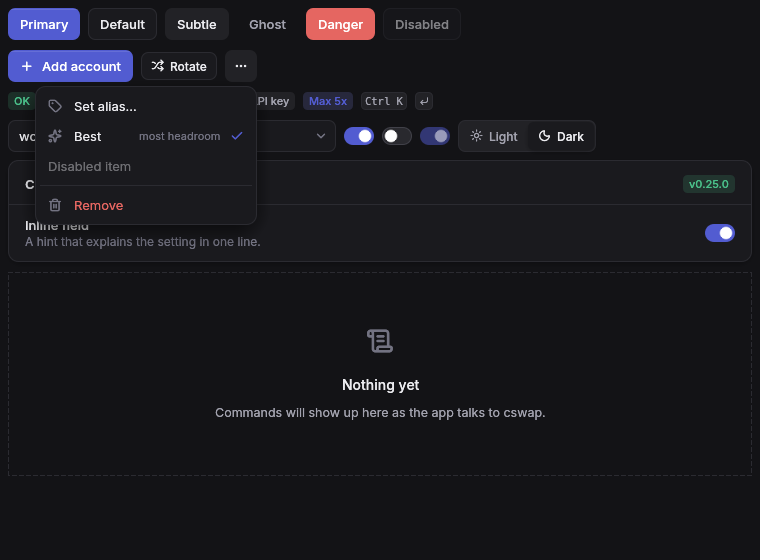 Primary Default Subtle Ghost Danger Disabled
Add account Rotate
OK API key Max 5x Ctrl K
Set alias...
Best most headroom
Light Dark
Disabled item
v0.25.0
Remove
Inline field
A hint that explains the setting in one line.
Nothing yet
Commands will show up here as the app talks to cswap.